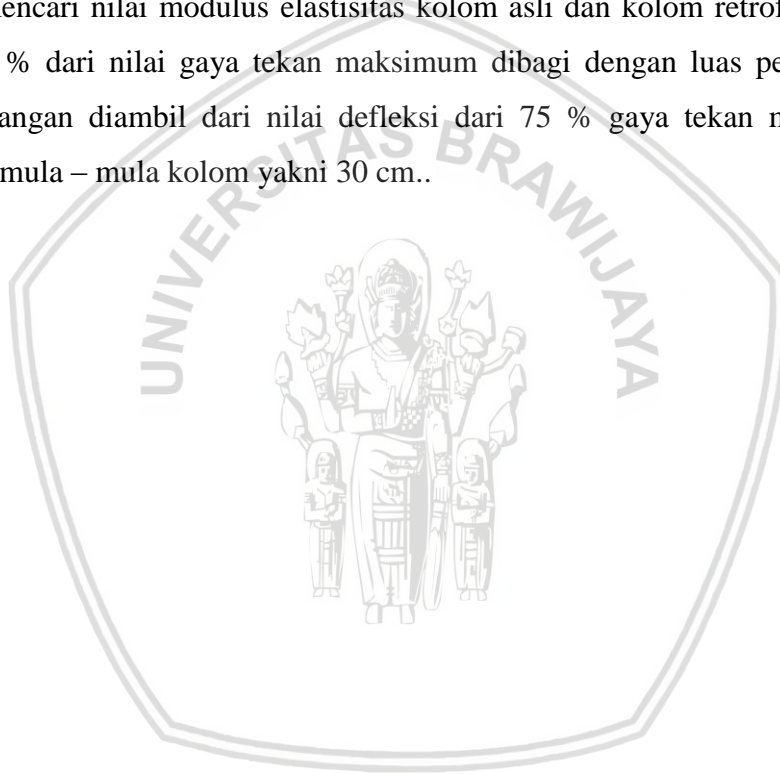 encari nilai modulus elastisitas kolom asli dan kolom retrof
% dari nilai gaya tekan maksimum dibagi dengan luas pe
angan diambil dari nilai defleksi dari 75 % gaya tekan m
mula – mula kolom yakni 30 cm..
UNIVERSITAS BRAWIJAYA